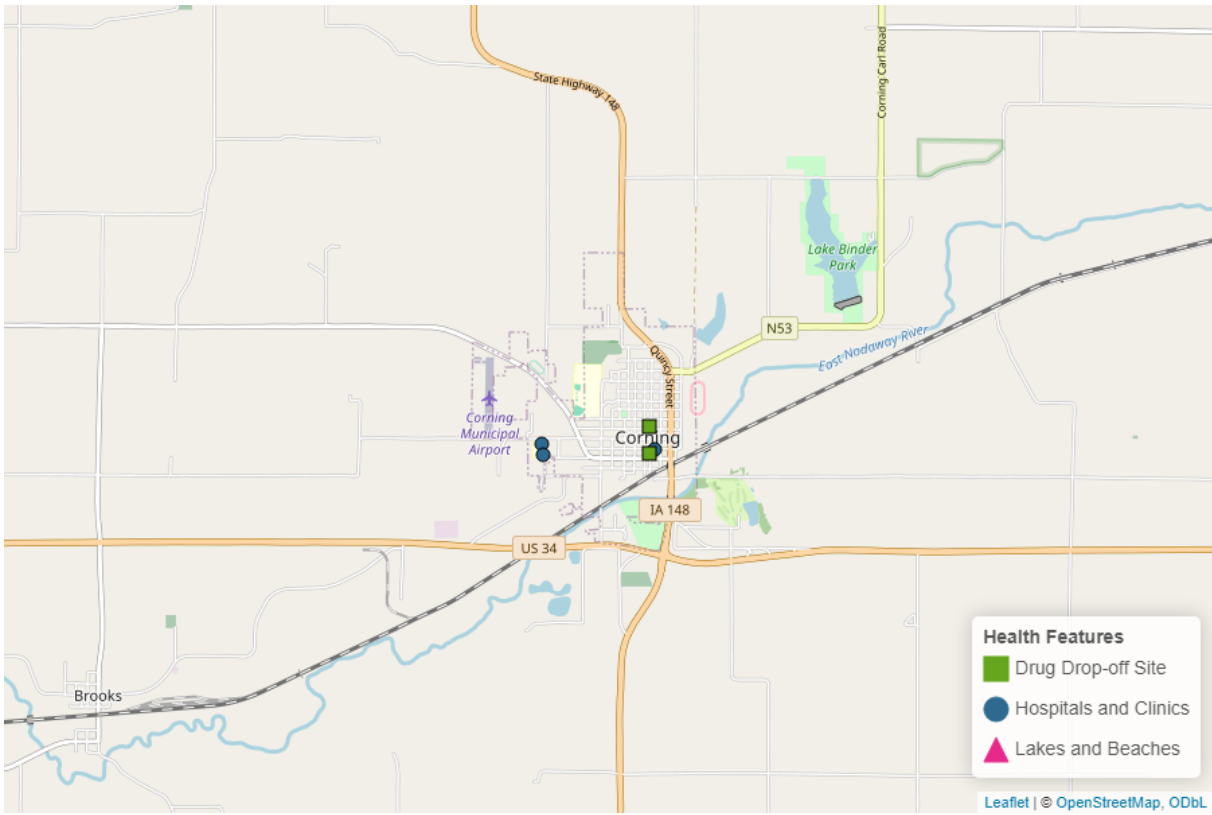 State Highway 148
Corning Carl Road
Lake Binder
Park
N53
East Nodaway River
Quincy Street
Corning
Municipal
Airport
Corning
IA 148
US 34
Brooks
Health Features
Drug Drop-off Site
Hospitals and Clinics
Lakes and Beaches
Leaflet | © OpenStreetMap, ODbL